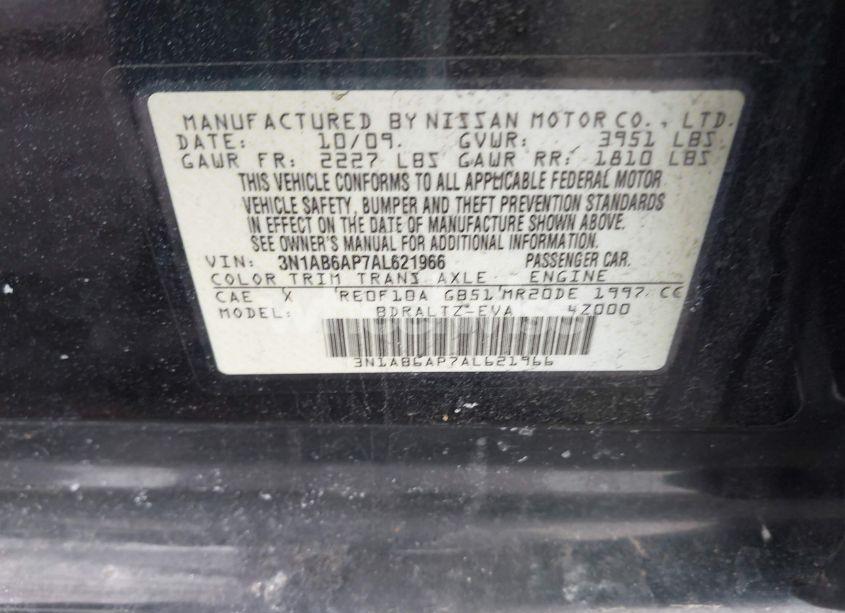 MANUFACTURED BY NISSAN MOTOR CO., LTD.
DATE: 10/09. GVWR: 3951 LBS
GAWR FR: 2227 LBS GAWR RR: 1810 LBS
THIS VEHICLE CONFORMS TO ALL APPLICABLE FEDERAL MOTOR
VEHICLE SAFETY, BUMPER AND THEFT PREVENTION STANDARDS
IN EFFECT ON THE DATE OF MANUFACTURE SHOWN ABOVE.
SEE OWNER'S MANUAL FOR ADDITIONAL INFORMATION.
VIN: 3N1AB6AP7AL621966 PASSENGER CAR.
COLOR TRIM TRANS AXLE ENGINE
CAE X RE0F10A GB51 MR20DE 1997 CC
MODEL: BDRALTZ-EVA 4Z000
3N1AB6AP7AL621966